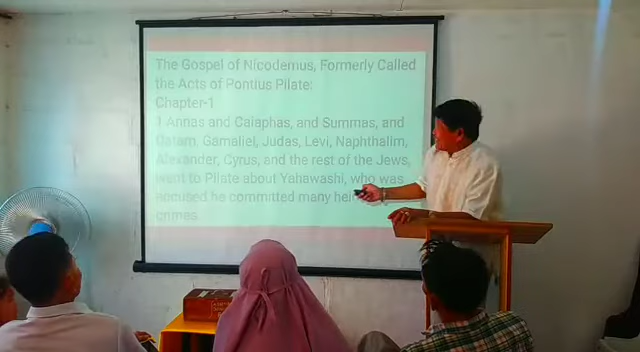 The Gospel of Nicodemus, Formerly Called
the Acts of Pontius Pilate:
Chapter-1
1 Annas and Caiaphas, and Summas, and
Datam, Gamaliel, Judas, Levi, Naphthalim,
Alexander, Cyrus, and the rest of the Jews,
went to Pilate about Yahawashi, who was
accused he committed many
crimes.